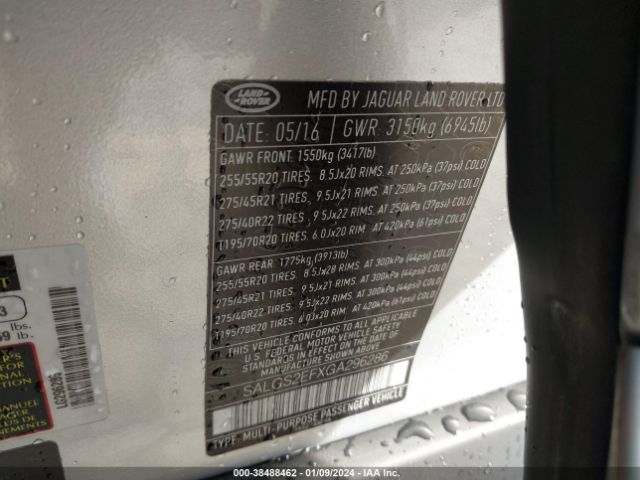 LAND-
ROVER
MFD BY JAGUAR LAND ROVER LTD
DATE: 05/16 GWR: 3150kg (6945lb)
GAWR FRONT: 1550kg (3417lb)
255/55R20 TIRES. 8.5Jx20 RIMS. AT 250kPa (37psi) COLD
275/45R21 TIRES. 9.5Jx21 RIMS. AT 250kPa (37psi) COLD
275/40R22 TIRES. 9.5Jx22 RIMS. AT 250kPa (37psi) COLD
T195/70R20 TIRES. 6.0Jx20 RIM. AT 420kPa (61psi) COLD
GAWR REAR: 1775kg (3913lb)
255/55R20 TIRES. 8.5Jx20 RIMS. AT 300kPa (44psi) COLD
275/45R21 TIRES. 9.5Jx21 RIMS. AT 300kPa (44psi) COLD
275/40R22 TIRES. 9.5Jx22 RIMS. AT 300kPa (44psi) COLD
T195/70R20 TIRES. 6.0Jx20 RIM. AT 420kPa (61psi) COLD
THIS VEHICLE CONFORMS TO ALL APPLICABLE
FEDERAL MOTOR VEHICLE SAFETY
STANDARDS IN EFFECT ON THE DATE OF
MANUFACTURE SHOWN ABOVE.
SALGS2EFXGA296286
TYPE: MULTI-PURPOSE PASSENGER VEHICLE
T
3
lbs.
59 lb.
LG296286
000-38488462 - 01/09/2024 - IAA Inc.